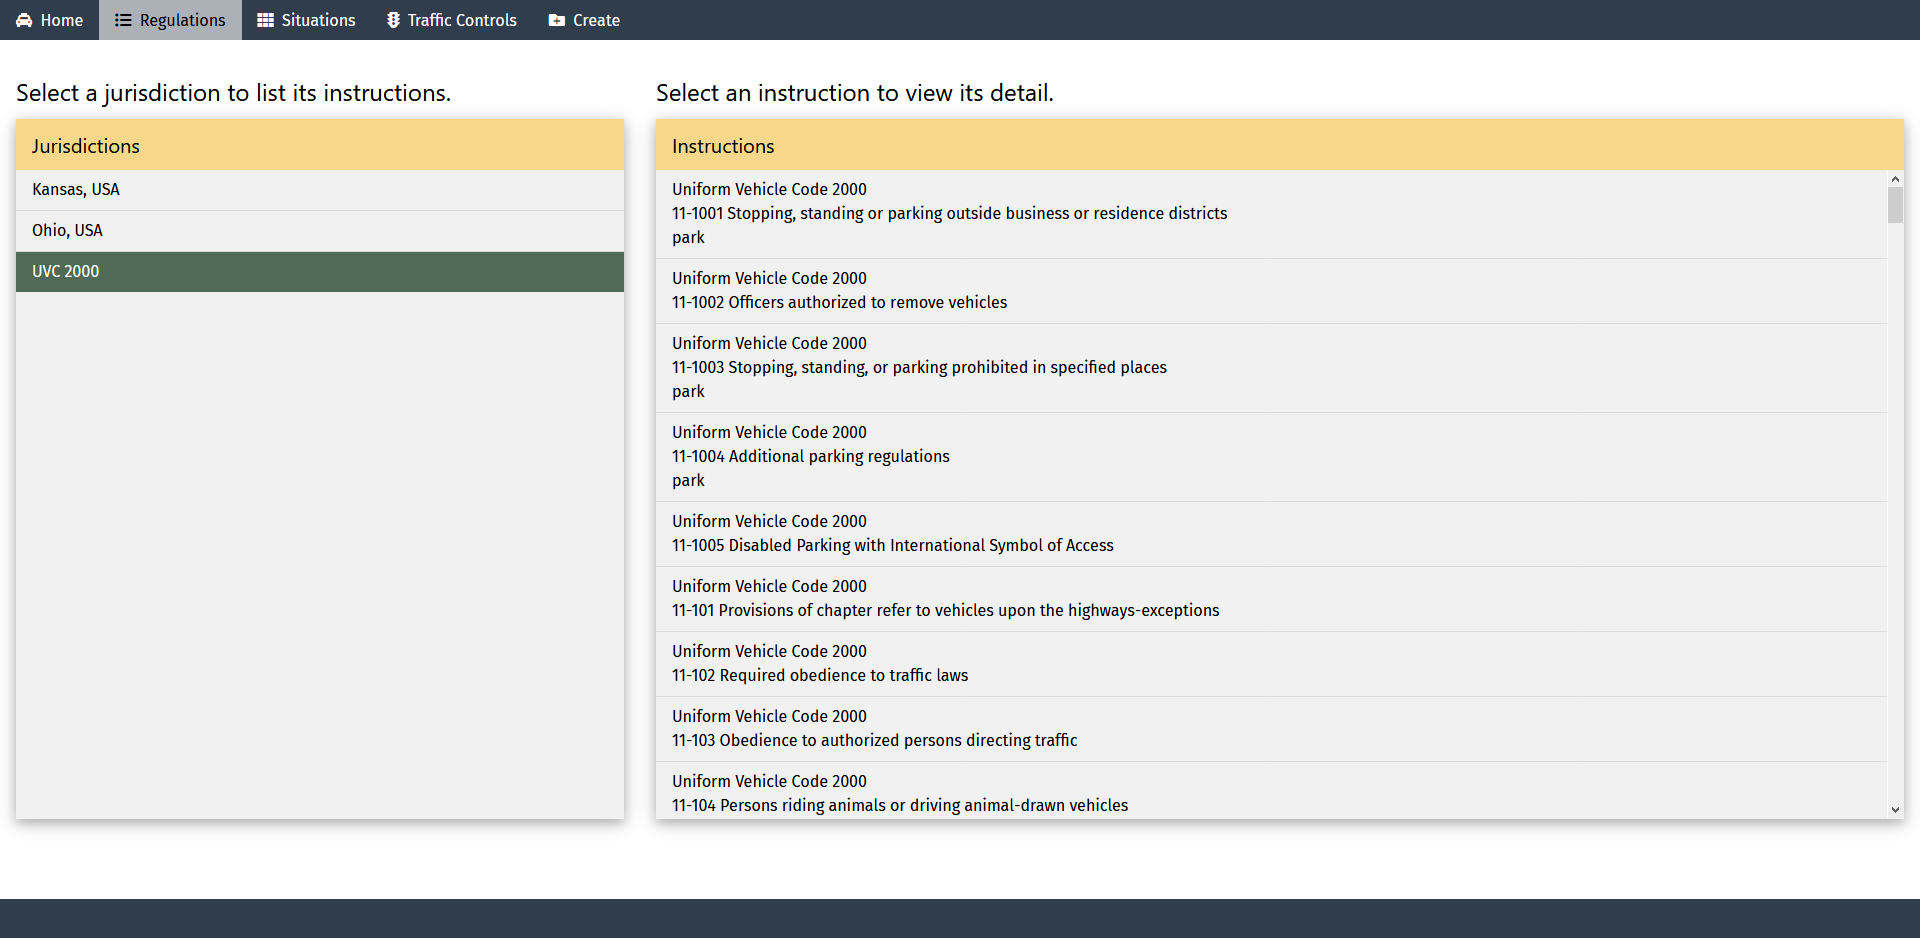 Home
Regulations
Situations
Traffic Controls
Create
Select a jurisdiction to list its instructions.
Jurisdictions
Kansas, USA
Ohio, USA
UVC 2000
Select an instruction to view its detail.
Instructions
Uniform Vehicle Code 2000
11-1001 Stopping, standing or parking outside business or residence districts
park
Uniform Vehicle Code 2000
11-1002 Officers authorized to remove vehicles
Uniform Vehicle Code 2000
11-1003 Stopping, standing, or parking prohibited in specified places
park
Uniform Vehicle Code 2000
11-1004 Additional parking regulations
park
Uniform Vehicle Code 2000
11-1005 Disabled Parking with International Symbol of Access
Uniform Vehicle Code 2000
11-101 Provisions of chapter refer to vehicles upon the highways-exceptions
Uniform Vehicle Code 2000
11-102 Required obedience to traffic laws
Uniform Vehicle Code 2000
11-103 Obedience to authorized persons directing traffic
Uniform Vehicle Code 2000
11-104 Persons riding animals or driving animal-drawn vehicles